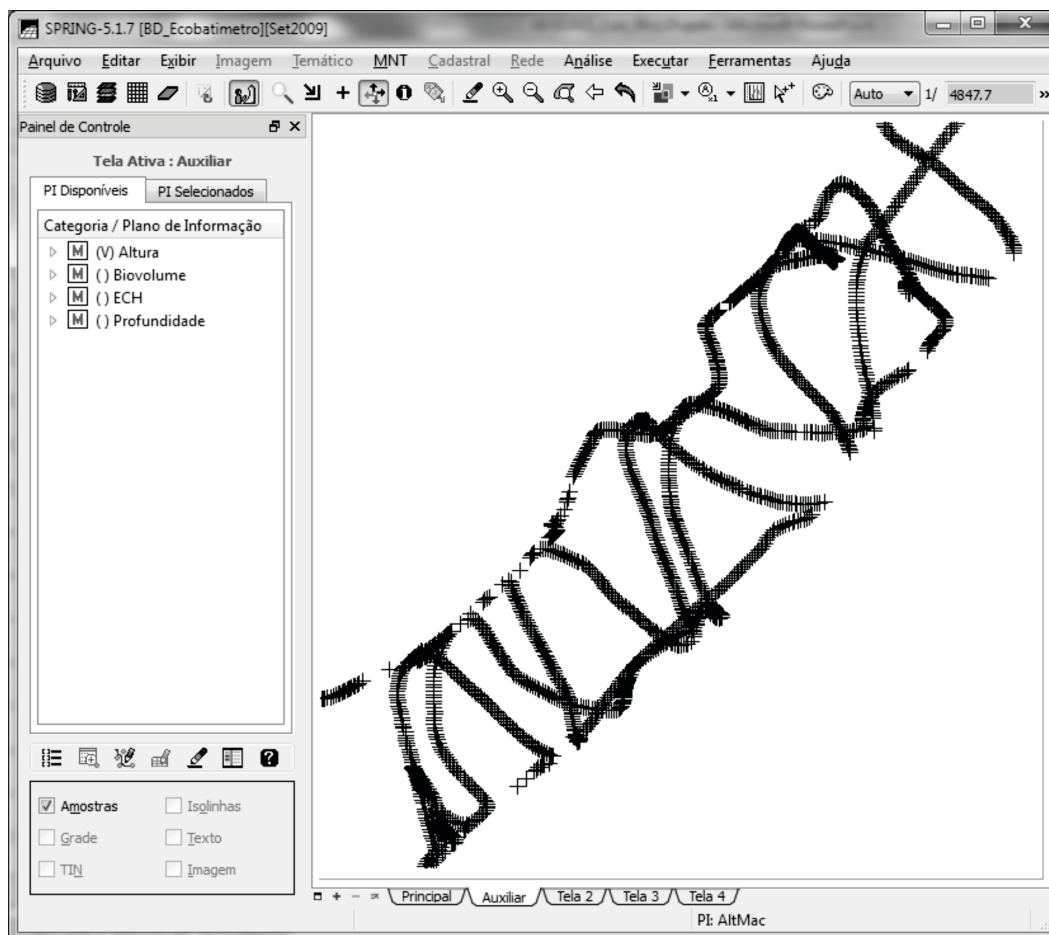 SPRING-5.1.7 [BD_Ecobatimetro][Set2009]
Arquivo Editar Exibir Imagem Temático MNT Cadastral Rede Análise Executar Ferramentas Ajuda
Auto 1/ 4847.7 »
Painel de Controle
Tela Ativa : Auxiliar
PI Disponíveis PI Selecionados
Categoria / Plano de Informação
M (V) Altura
M ( ) Biovolume
M ( ) ECH
M ( ) Profundidade
Amostras Isolinhas
Grade Texto
TIN Imagem
Principal Auxiliar Tela 2 Tela 3 Tela 4
PI: AltMac